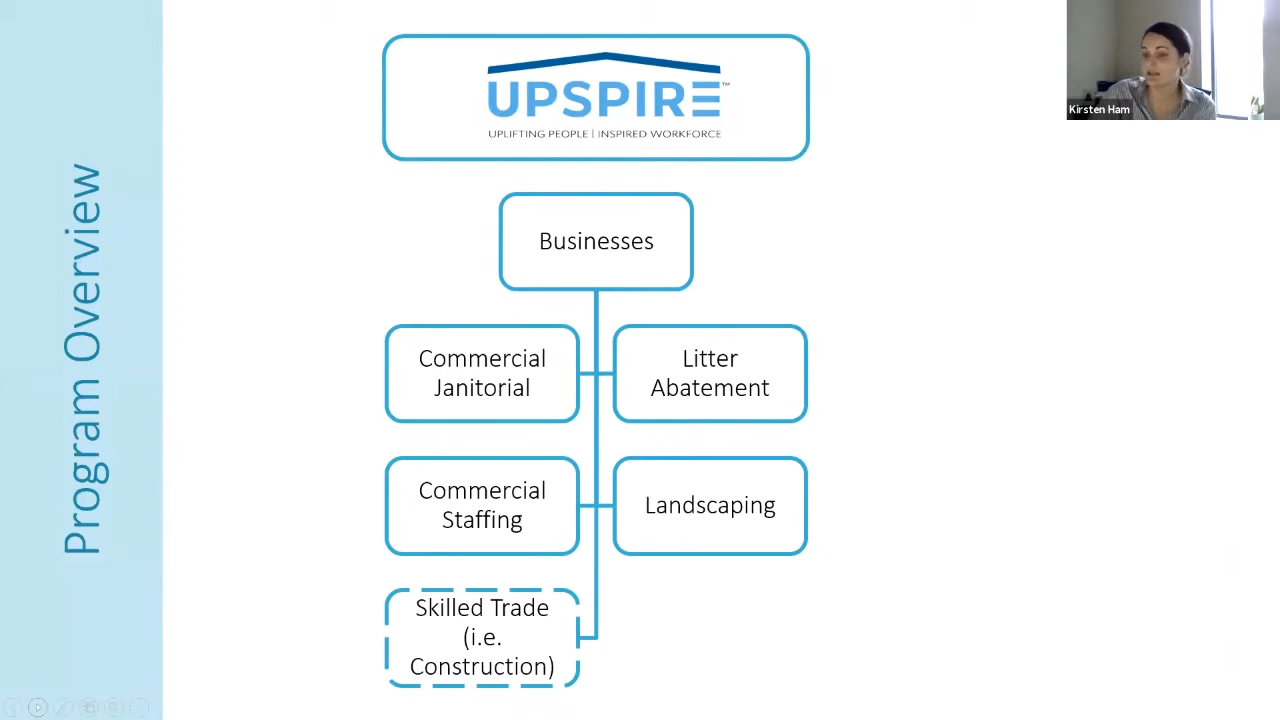 Program Overview
UPSPIRE™
UPLIFTING PEOPLE | INSPIRED WORKFORCE
Kirsten Ham
Businesses
Commercial
Janitorial
Litter
Abatement
Commercial
Staffing
Landscaping
Skilled Trade
(i.e.
Construction)